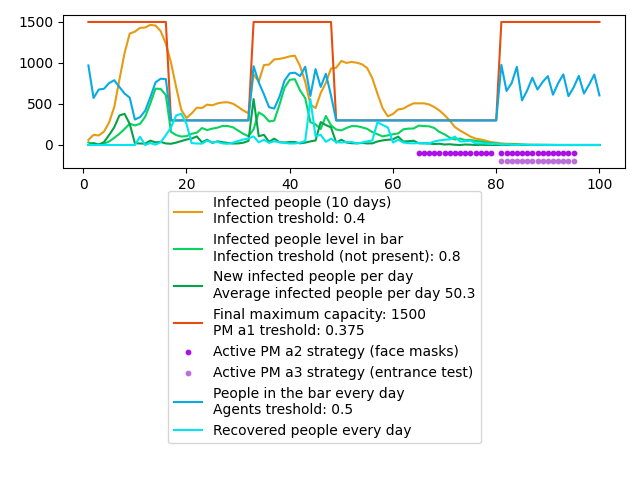 1500
1000
500
0
0 20 40 60 80 100
Infected people (10 days)
Infection treshold: 0.4
Infected people level in bar
Infection treshold (not present): 0.8
New infected people per day
Average infected people per day 50.3
Final maximum capacity: 1500
PM a1 treshold: 0.375
Active PM a2 strategy (face masks)
Active PM a3 strategy (entrance test)
People in the bar every day
Agents treshold: 0.5
Recovered people every day